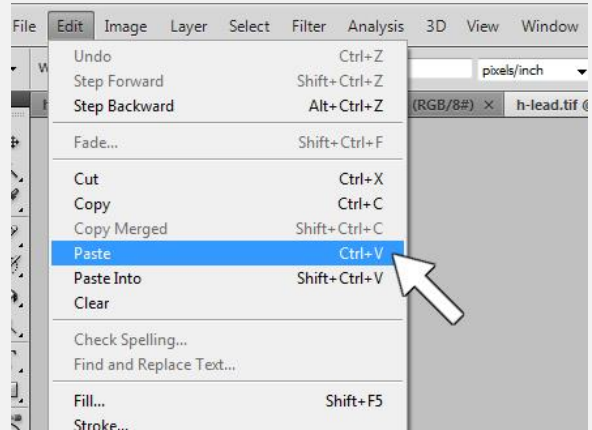 File Edit Image Layer Select Filter Analysis 3D View Window
pixels/inch
(RGB/8#) × h-lead.tif @
Undo Ctrl+Z
Step Forward Shift+Ctrl+Z
Step Backward Alt+Ctrl+Z
Fade... Shift+Ctrl+F
Cut Ctrl+X
Copy Ctrl+C
Copy Merged Shift+Ctrl+C
Paste Ctrl+V
Paste Into Shift+Ctrl+V
Clear
Check Spelling...
Find and Replace Text...
Fill... Shift+F5
Stroke...